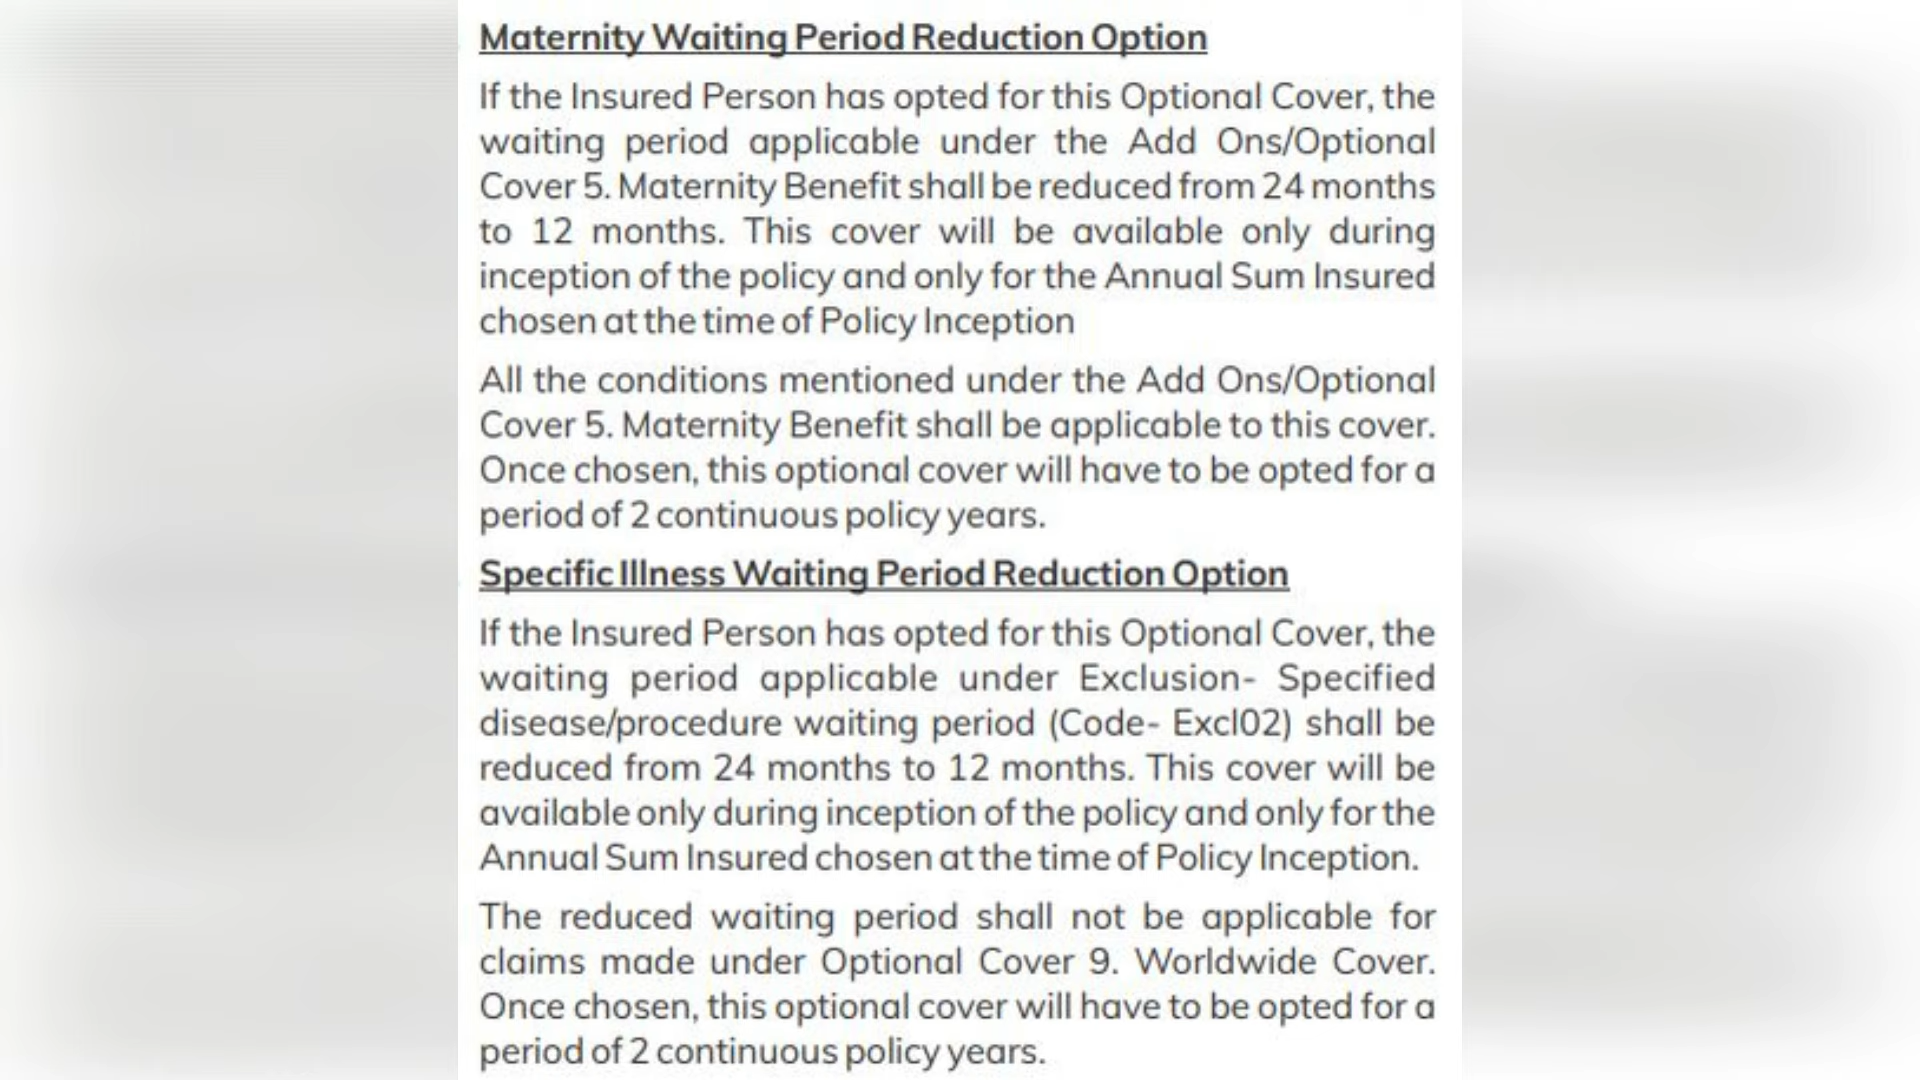 Maternity Waiting Period Reduction Option
If the Insured Person has opted for this Optional Cover, the
waiting period applicable under the Add Ons/Optional
Cover 5. Maternity Benefit shall be reduced from 24 months
to 12 months. This cover will be available only during
inception of the policy and only for the Annual Sum Insured
chosen at the time of Policy Inception
All the conditions mentioned under the Add Ons/Optional
Cover 5. Maternity Benefit shall be applicable to this cover.
Once chosen, this optional cover will have to be opted for a
period of 2 continuous policy years.
Specific Illness Waiting Period Reduction Option
If the Insured Person has opted for this Optional Cover, the
waiting period applicable under Exclusion- Specified
disease/procedure waiting period (Code- Excl02) shall be
reduced from 24 months to 12 months. This cover will be
available only during inception of the policy and only for the
Annual Sum Insured chosen at the time of Policy Inception.
The reduced waiting period shall not be applicable for
claims made under Optional Cover 9. Worldwide Cover.
Once chosen, this optional cover will have to be opted for a
period of 2 continuous policy years.